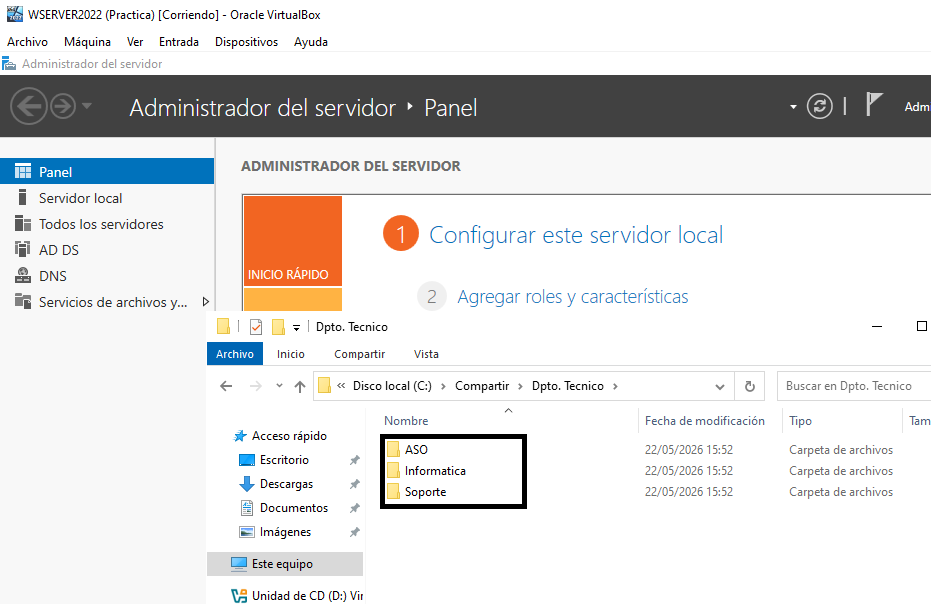 WSERVER2022 (Practica) [Corriendo] - Oracle VirtualBox
Archivo Máquina Ver Entrada Dispositivos Ayuda
Administrador del servidor
Administrador del servidor ‣ Panel
Adm
Panel
Servidor local
Todos los servidores
AD DS
DNS
Servicios de archivos y...
ADMINISTRADOR DEL SERVIDOR
INICIO RÁPIDO
1 Configurar este servidor local
2 Agregar roles y características
Dpto. Tecnico
Archivo Inicio Compartir Vista
« Disco local (C:) › Compartir › Dpto. Tecnico ›
Buscar en Dpto. Tecnico
Acceso rápido
Escritorio
Descargas
Documentos
Imágenes
Este equipo
Unidad de CD (D:) Vir
Nombre Fecha de modificación Tipo Tam
ASO 22/05/2026 15:52 Carpeta de archivos
Informatica 22/05/2026 15:52 Carpeta de archivos
Soporte 22/05/2026 15:52 Carpeta de archivos